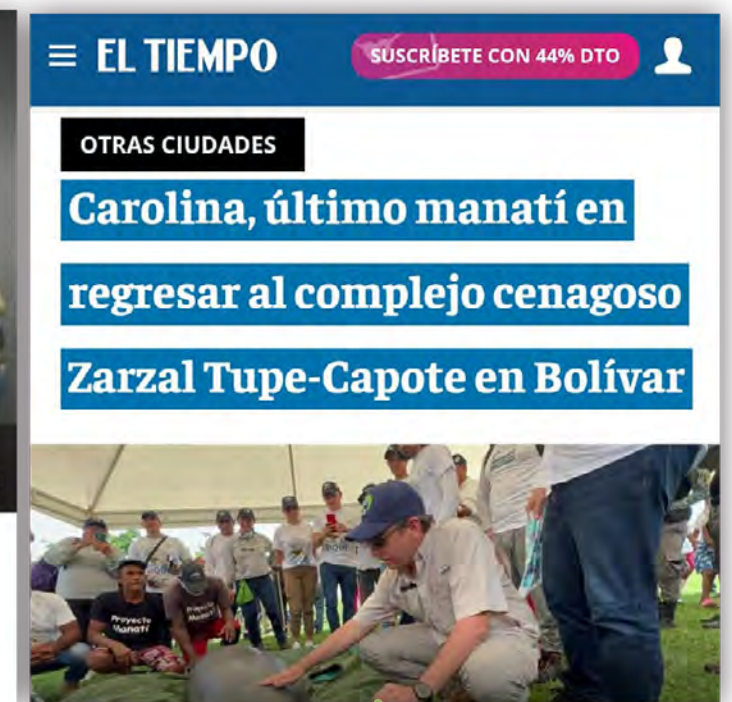 EL TIEMPO
SUSCRÍBETE CON 44% DTO
OTRAS CIUDADES
Carolina, último manatí en
regresar al complejo cenagoso
Zarzal Tupe-Capote en Bolívar
Proyecto
Manatí
Proyecto